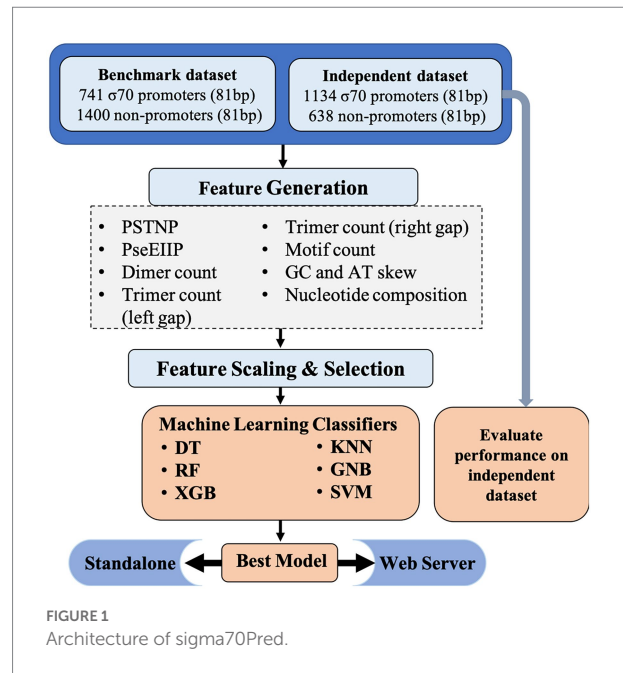 Benchmark dataset
741 σ70 promoters (81bp)
1400 non-promoters (81bp)
Independent dataset
1134 σ70 promoters (81bp)
638 non-promoters (81bp)
Feature Generation
• PSTNP
• PseEIIP
• Dimer count
• Trimer count
(left gap)
• Trimer count (right gap)
• Motif count
• GC and AT skew
• Nucleotide composition
Feature Scaling & Selection
Machine Learning Classifiers
• DT
• RF
• XGB
• KNN
• GNB
• SVM
Evaluate
performance on
independent
dataset
Standalone
Best Model
Web Server
FIGURE 1
Architecture of sigma70Pred.